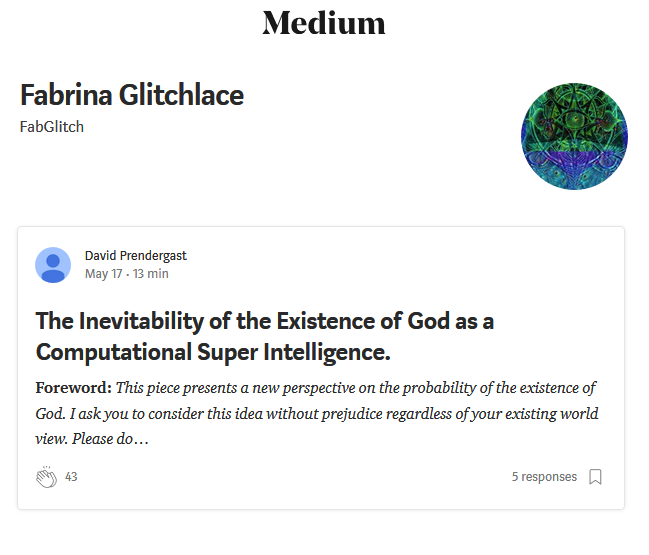 Medium
Fabrina Glitchlace
FabGlitch
David Prendergast
May 17 · 13 min
The Inevitability of the Existence of God as a
Computational Super Intelligence.
Foreword: This piece presents a new perspective on the probability of the existence of
God. I ask you to consider this idea without prejudice regardless of your existing world
view. Please do…
43
5 responses